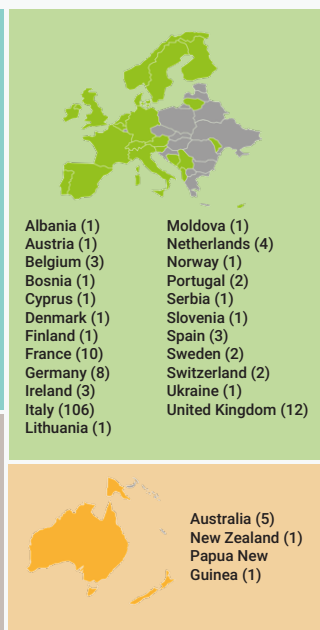 Albania (1)
Austria (1)
Belgium (3)
Bosnia (1)
Cyprus (1)
Denmark (1)
Finland (1)
France (10)
Germany (8)
Ireland (3)
Italy (106)
Lithuania (1)
Moldova (1)
Netherlands (4)
Norway (1)
Portugal (2)
Serbia (1)
Slovenia (1)
Spain (3)
Sweden (2)
Switzerland (2)
Ukraine (1)
United Kingdom (12)
Australia (5)
New Zealand (1)
Papua New
Guinea (1)